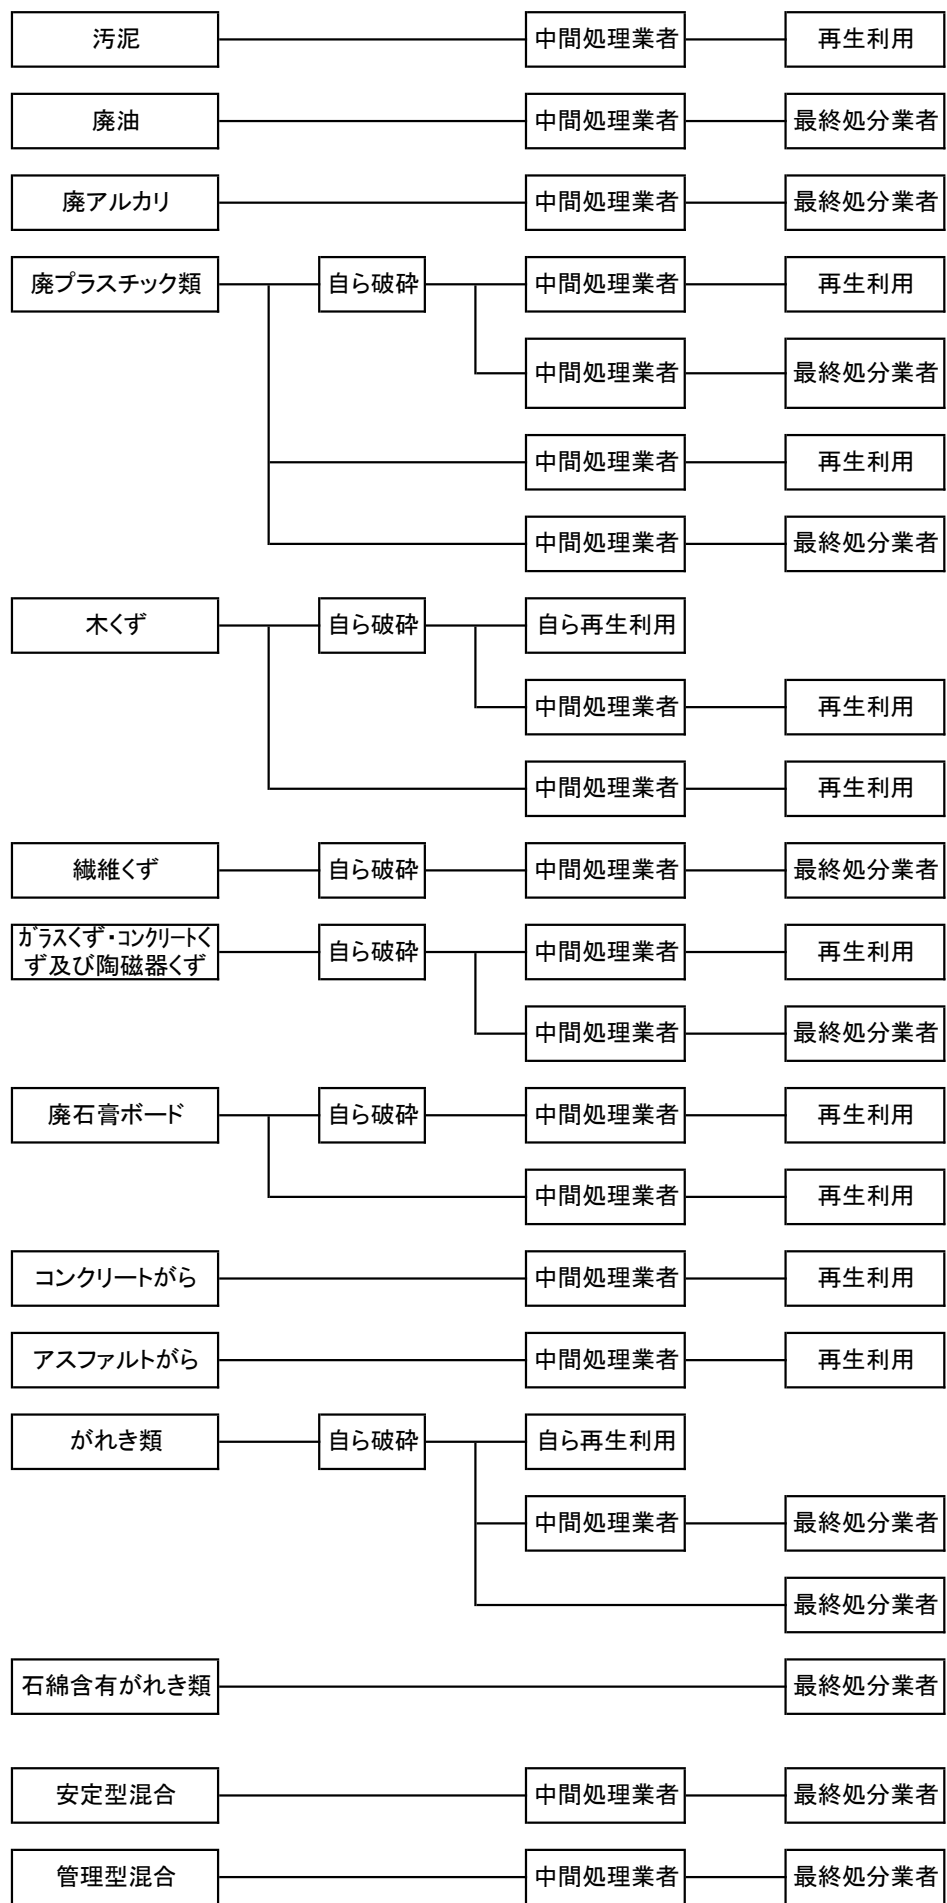 汚泥
中間処理業者
再生利用
廃油
中間処理業者
最終処分業者
廃アルカリ
中間処理業者
最終処分業者
廃プラスチック類
自ら破砕
中間処理業者
再生利用
中間処理業者
最終処分業者
中間処理業者
再生利用
中間処理業者
最終処分業者
木くず
自ら破砕
自ら再生利用
中間処理業者
再生利用
中間処理業者
再生利用
繊維くず
自ら破砕
中間処理業者
最終処分業者
ガラスくず・コンクリートく
ず及び陶磁器くず
自ら破砕
中間処理業者
再生利用
中間処理業者
最終処分業者
廃石膏ボード
自ら破砕
中間処理業者
再生利用
中間処理業者
再生利用
コンクリートがら
中間処理業者
再生利用
アスファルトがら
中間処理業者
再生利用
がれき類
自ら破砕
自ら再生利用
中間処理業者
最終処分業者
最終処分業者
石綿含有がれき類
最終処分業者
安定型混合
中間処理業者
最終処分業者
管理型混合
中間処理業者
最終処分業者